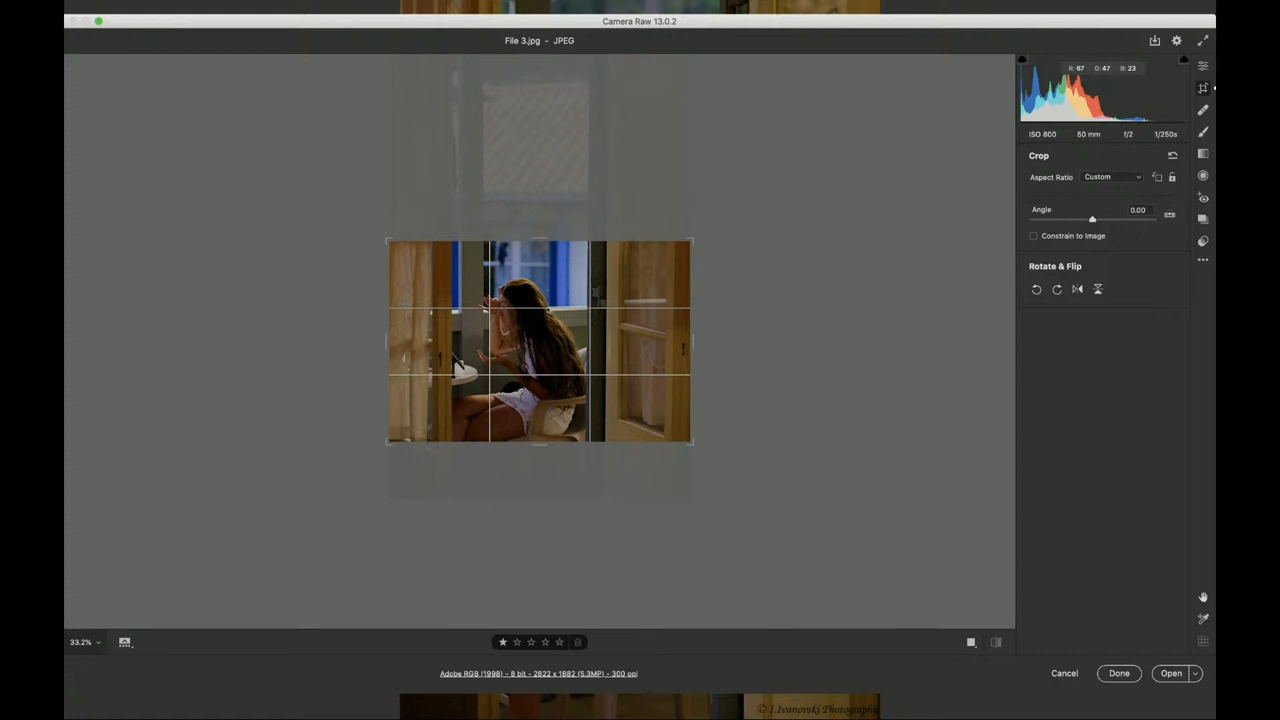 Camera Raw 13.0.2
File 3.jpg - JPEG
R: 67 G: 47 B: 23
ISO 800 50 mm f/2 1/250s
Crop
Aspect Ratio Custom
Angle 0.00
Constrain to Image
Rotate & Flip
33.2%
Adobe RGB (1998) - 8 bit - 2822 x 1882 (5.3MP) - 300 ppi
Cancel Done Open
© I.Ivanovski Photography